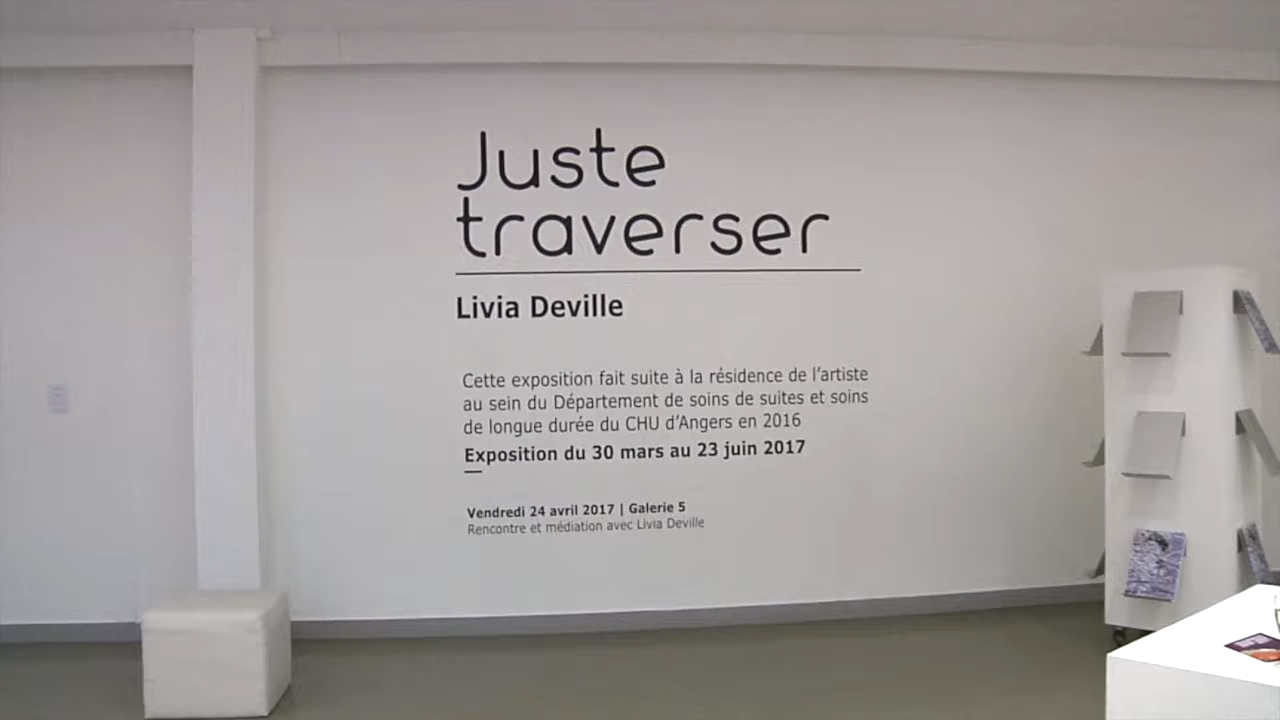 Juste
traverser
Livia Deville
Cette exposition fait suite à la résidence de l'artiste
au sein du Département de soins de suites et soins
de longue durée du CHU d'Angers en 2016
Exposition du 30 mars au 23 juin 2017
Vendredi 24 avril 2017 | Galerie 5
Rencontre et médiation avec Livia Deville